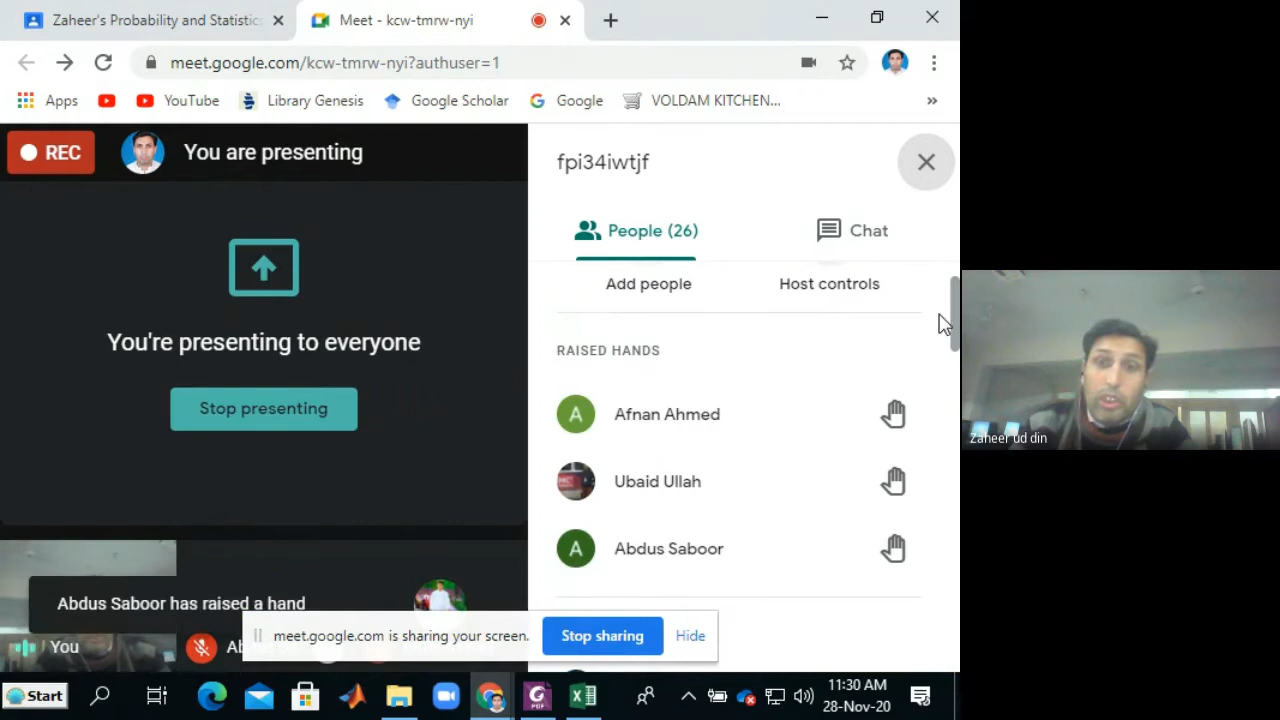 Zaheer's Probability and Statistic
Meet - kcw-tmrw-nyi
meet.google.com/kcw-tmrw-nyi?authuser=1
Apps
YouTube
Library Genesis
Google Scholar
Google
VOLDAM KITCHEN...
»
REC
You are presenting
fpi34iwtjf
People (26)
Chat
Add people
Host controls
You're presenting to everyone
Stop presenting
RAISED HANDS
A Afnan Ahmed
Ubaid Ullah
A Abdus Saboor
Abdus Saboor has raised a hand
You
meet.google.com is sharing your screen.
Stop sharing
Hide
Zaheer ud din
Start
11:30 AM
28-Nov-20